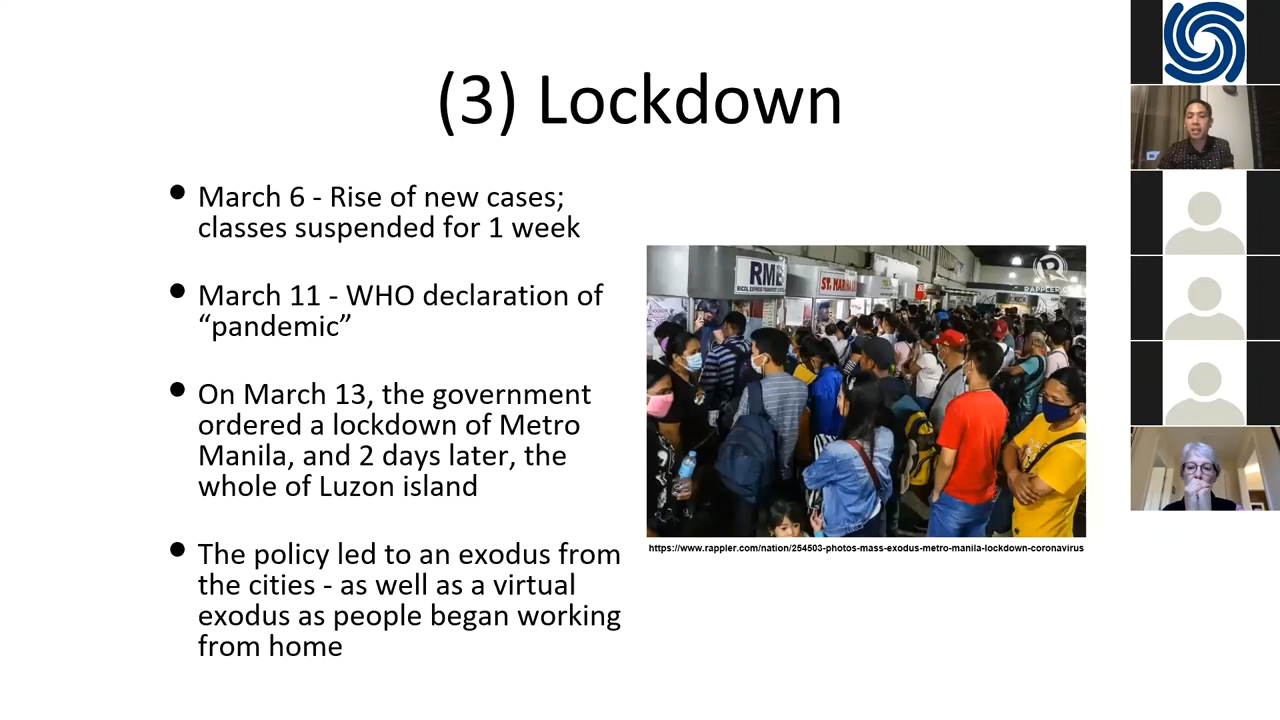 (3) Lockdown
• March 6 - Rise of new cases;
classes suspended for 1 week
• March 11 - WHO declaration of
“pandemic”
• On March 13, the government
ordered a lockdown of Metro
Manila, and 2 days later, the
whole of Luzon island
• The policy led to an exodus from
the cities - as well as a virtual
exodus as people began working
from home
RMB
ST. MAR
R
RAPPLER.C
https://www.rappler.com/nation/254503-photos-mass-exodus-metro-manila-lockdown-coronavirus